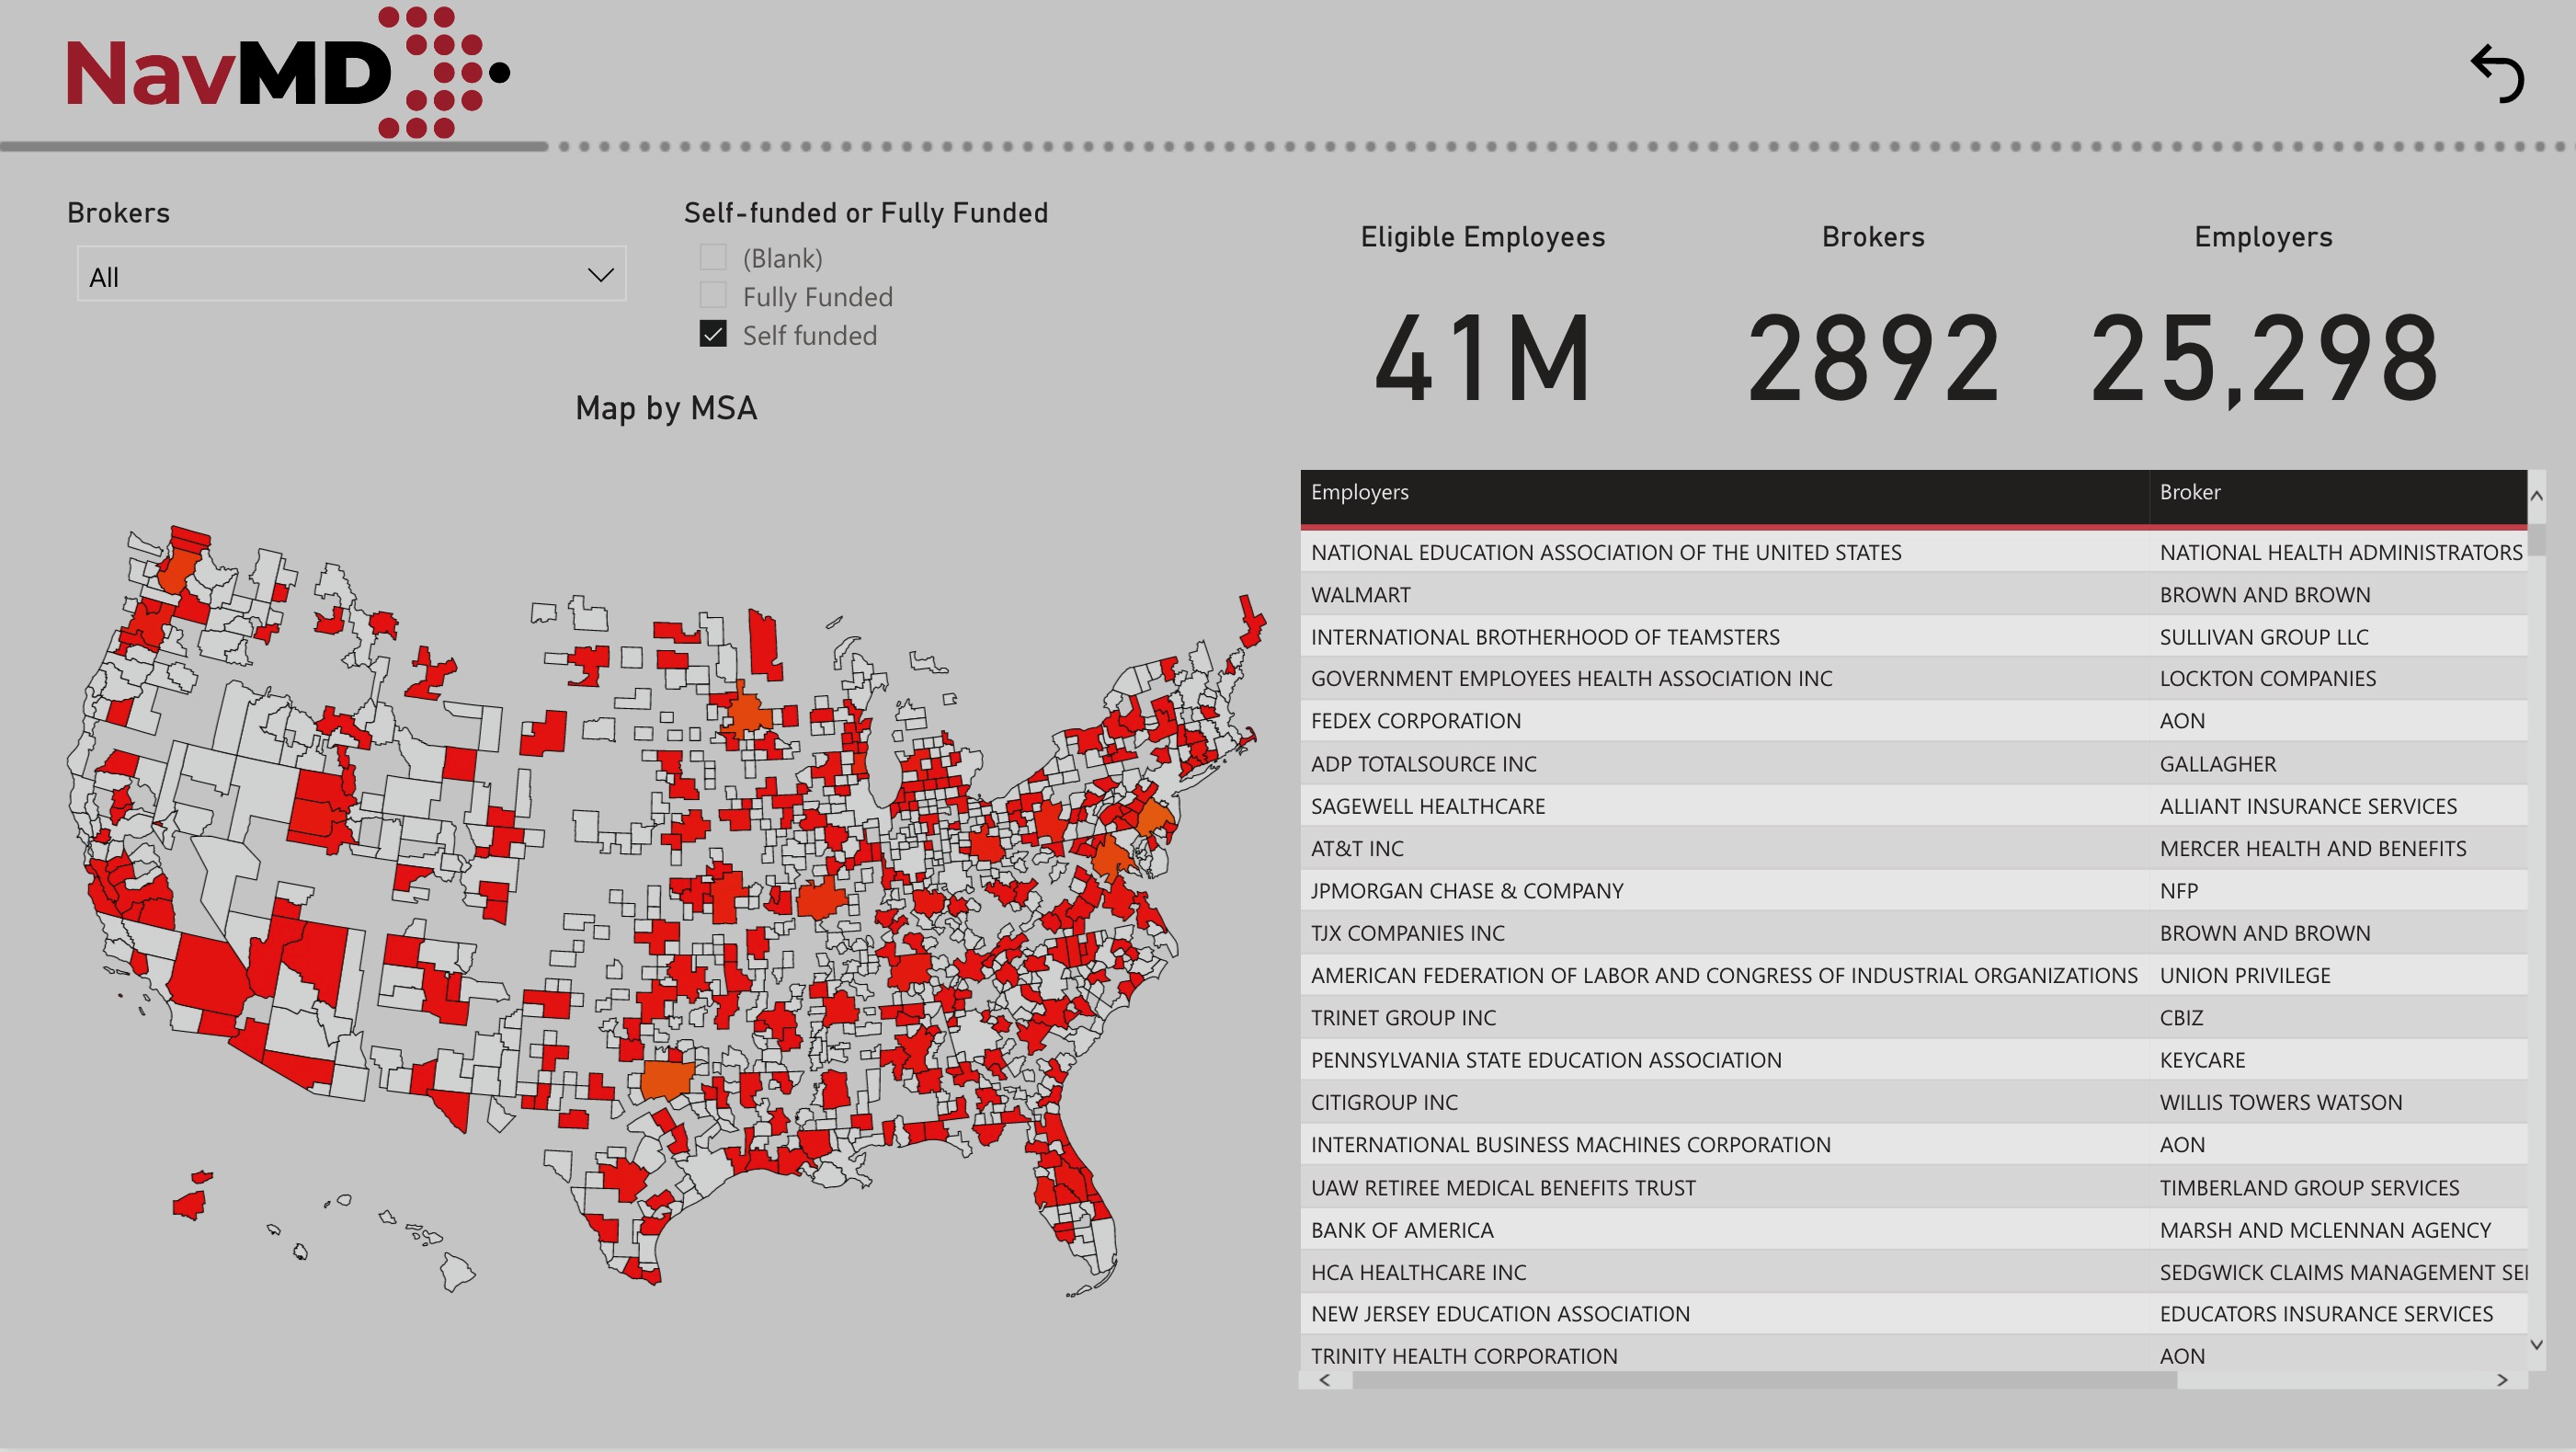 NavMD
Brokers
All
Self-funded or Fully Funded
(Blank)
Fully Funded
Self funded
Eligible Employees
41M
Brokers
2892
Employers
25,298
Map by MSA
Employers Broker
NATIONAL EDUCATION ASSOCIATION OF THE UNITED STATES NATIONAL HEALTH ADMINISTRATORS
WALMART BROWN AND BROWN
INTERNATIONAL BROTHERHOOD OF TEAMSTERS SULLIVAN GROUP LLC
GOVERNMENT EMPLOYEES HEALTH ASSOCIATION INC LOCKTON COMPANIES
FEDEX CORPORATION AON
ADP TOTALSOURCE INC GALLAGHER
SAGEWELL HEALTHCARE ALLIANT INSURANCE SERVICES
AT&T INC MERCER HEALTH AND BENEFITS
JPMORGAN CHASE & COMPANY NFP
TJX COMPANIES INC BROWN AND BROWN
AMERICAN FEDERATION OF LABOR AND CONGRESS OF INDUSTRIAL ORGANIZATIONS UNION PRIVILEGE
TRINET GROUP INC CBIZ
PENNSYLVANIA STATE EDUCATION ASSOCIATION KEYCARE
CITIGROUP INC WILLIS TOWERS WATSON
INTERNATIONAL BUSINESS MACHINES CORPORATION AON
UAW RETIREE MEDICAL BENEFITS TRUST TIMBERLAND GROUP SERVICES
BANK OF AMERICA MARSH AND MCLENNAN AGENCY
HCA HEALTHCARE INC SEDGWICK CLAIMS MANAGEMENT
NEW JERSEY EDUCATION ASSOCIATION EDUCATORS INSURANCE SERVICES
TRINITY HEALTH CORPORATION AON